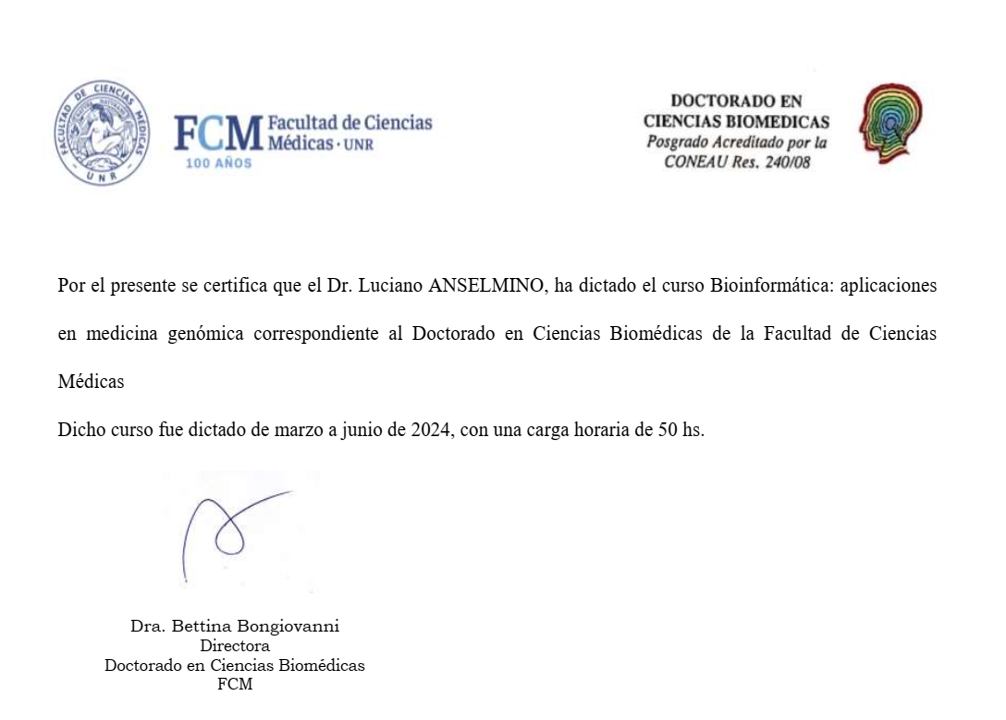 FACULTAD DE CIENCIAS MÉDICAS
- UNR -
FCM Facultad de Ciencias
Médicas · UNR
100 AÑOS
DOCTORADO EN
CIENCIAS BIOMEDICAS
Posgrado Acreditado por la
CONEAU Res. 240/08
Por el presente se certifica que el Dr. Luciano ANSELMINO, ha dictado el curso Bioinformática: aplicaciones
en medicina genómica correspondiente al Doctorado en Ciencias Biomédicas de la Facultad de Ciencias
Médicas
Dicho curso fue dictado de marzo a junio de 2024, con una carga horaria de 50 hs.
Dra. Bettina Bongiovanni
Directora
Doctorado en Ciencias Biomédicas
FCM